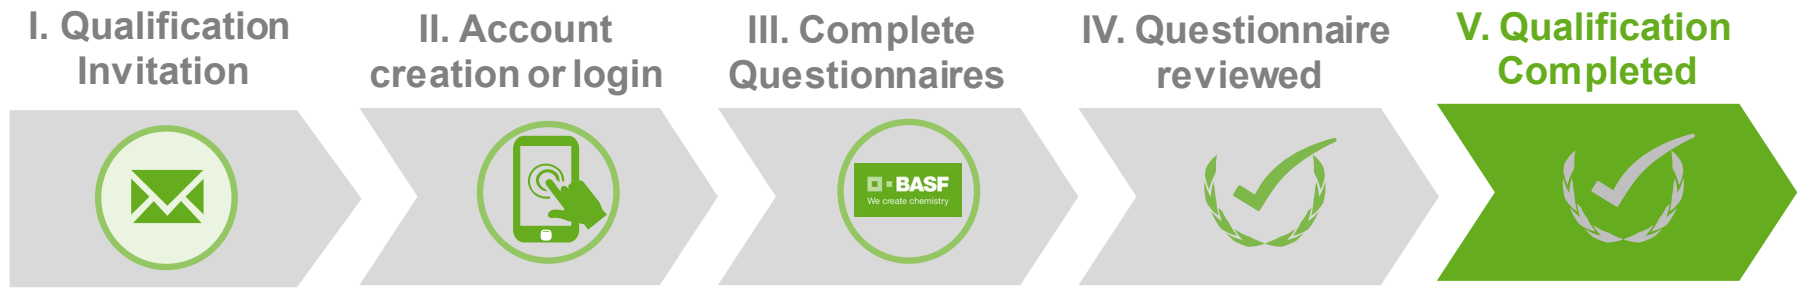 I. Qualification
Invitation
II. Account
creation or login
III. Complete
Questionnaires
IV. Questionnaire
reviewed
V. Qualification
Completed
BASF
We create chemistry